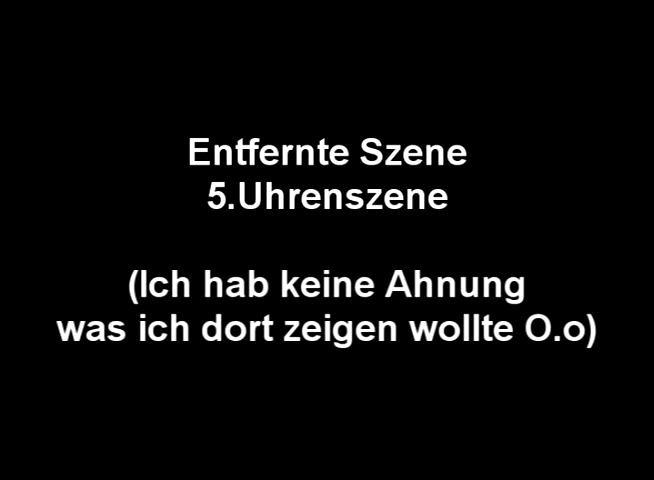 Entfernte Szene
5.Uhrenszene
(Ich hab keine Ahnung
was ich dort zeigen wollte O.o)